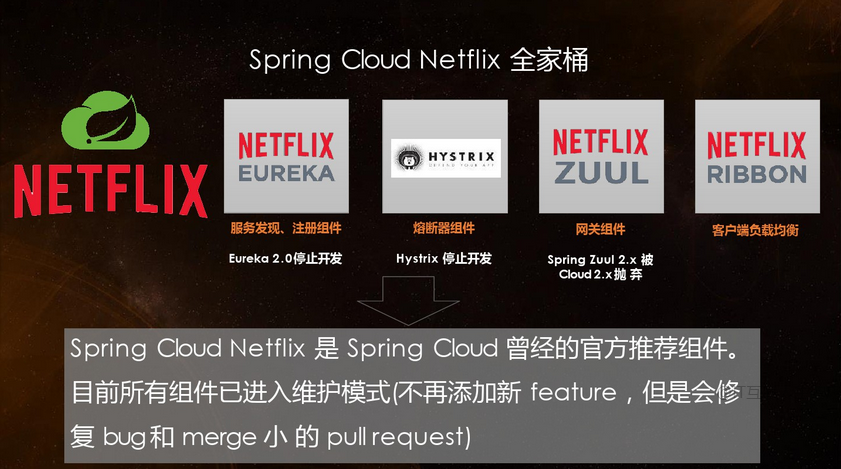 Spring Cloud Netflix 全家桶
NETFLIX
NETFLIX
EUREKA
HYSTRIX
DEFEND YOUR APP
NETFLIX
ZUUL
NETFLIX
RIBBON
服务发现、注册组件
熔断器组件
网关组件
客户端负载均衡
Eureka 2.0停止开发
Hystrix 停止开发
Spring Zuul 2.x 被
Cloud 2.x抛 弃
Spring Cloud Netflix 是 Spring Cloud 曾经的官方推荐组件。
目前所有组件已进入维护模式(不再添加新 feature，但是会修
复 bug和 merge 小 的 pull request)